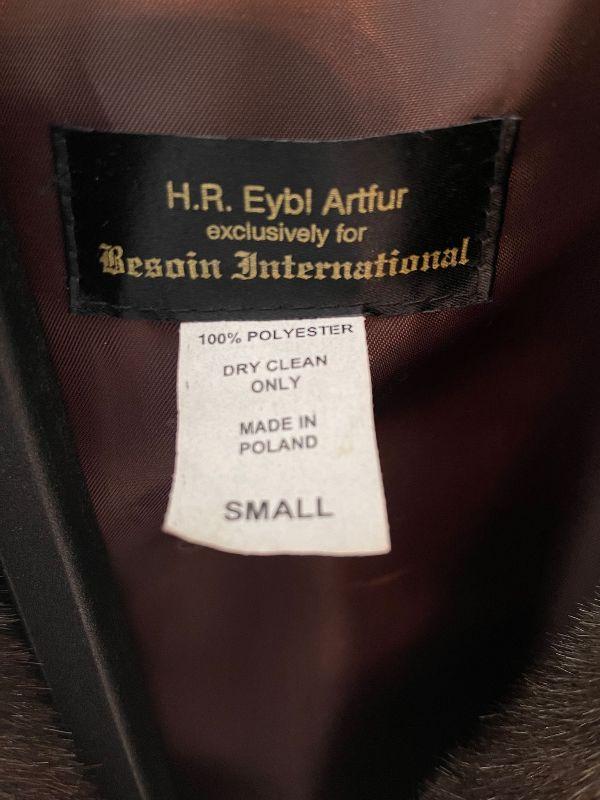 H.R. Eybl Artfur
exclusively for
Besoin International
100% POLYESTER
DRY CLEAN
ONLY
MADE IN
POLAND
SMALL